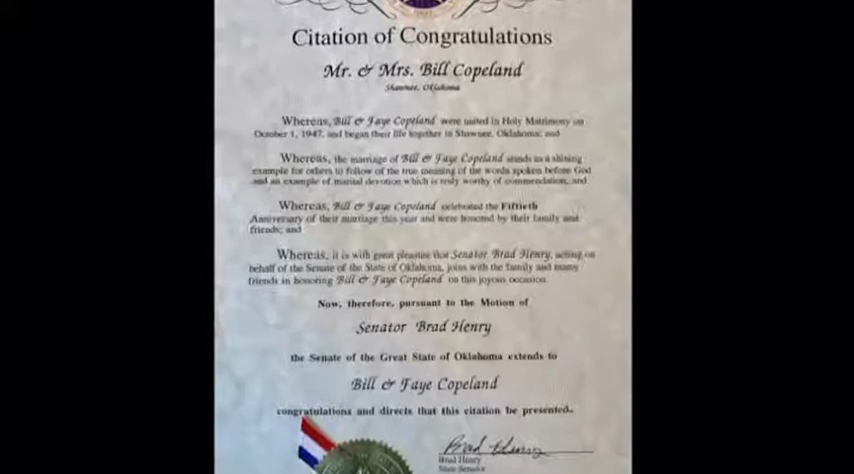 Citation of Congratulations
Mr. & Mrs. Bill Copeland
Shawnee, Oklahoma
Whereas, Bill & Faye Copeland were united in Holy Matrimony on
October 1, 1947, and began their life together in Shawnee, Oklahoma; and
Whereas, the marriage of Bill & Faye Copeland stands as a shining
example for others to follow of the true meaning of the words spoken before God
and an example of marital devotion which is truly worthy of commendation, and
Whereas, Bill & Faye Copeland celebrated the Fiftieth
Anniversary of their marriage this year and were honored by their family and
friends; and
Whereas, it is with great pleasure that Senator Brad Henry, acting on
behalf of the Senate of the State of Oklahoma, joins with the family and many
friends in honoring Bill & Faye Copeland on this joyous occasion.
Now, therefore, pursuant to the Motion of
Senator Brad Henry
the Senate of the Great State of Oklahoma extends to
Bill & Faye Copeland
congratulations and directs that this citation be presented.
Brad Henry
Brad Henry
State Senator